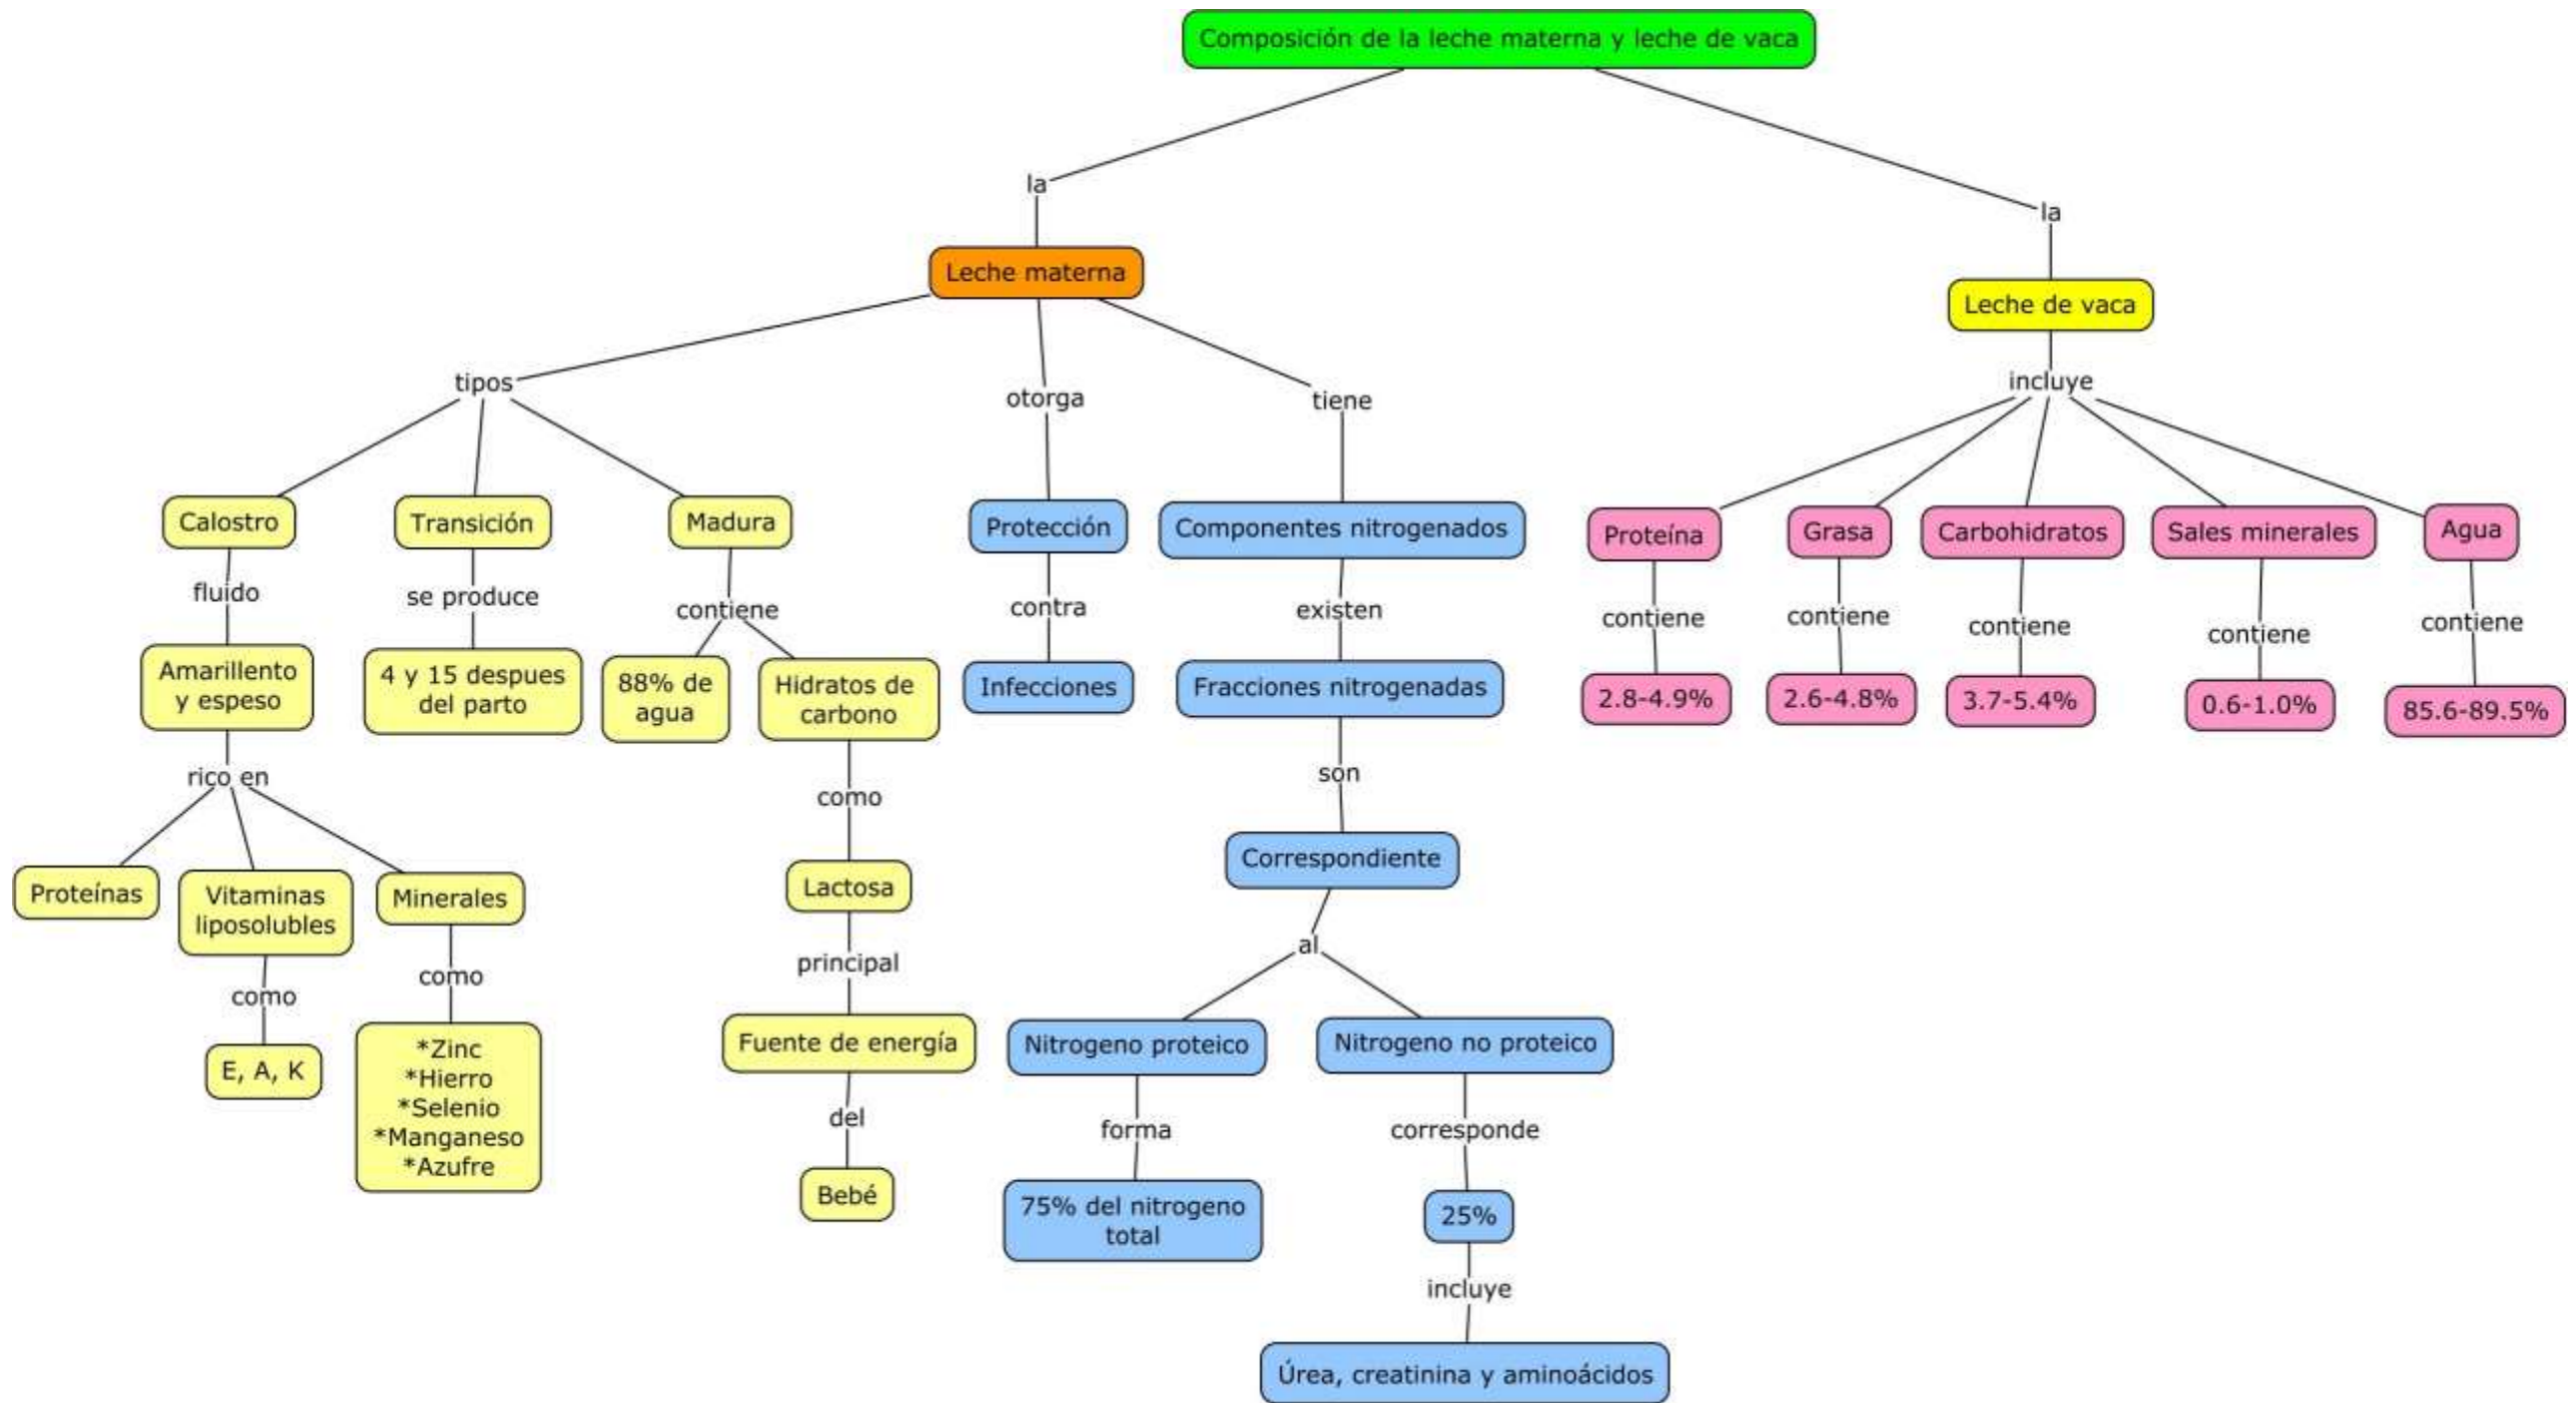 Composición de la leche materna y leche de vaca
la
la
Leche materna
Leche de vaca
tipos
otorga
tiene
incluye
Calostro
Transición
Madura
Protección
Componentes nitrogenados
Proteína
Grasa
Carbohidratos
Sales minerales
Agua
fluido
se produce
contiene
contra
existen
contiene
contiene
contiene
contiene
contiene
Amarillento
y espeso
4 y 15 despues
del parto
88% de
agua
Hidratos de
carbono
Infecciones
Fracciones nitrogenadas
2.8-4.9%
2.6-4.8%
3.7-5.4%
0.6-1.0%
85.6-89.5%
rico en
como
son
Proteínas
Vitaminas
liposolubles
Minerales
Lactosa
Correspondiente
como
como
principal
al
E, A, K
*Zinc
*Hierro
*Selenio
*Manganeso
*Azufre
Fuente de energía
Nitrogeno proteico
Nitrogeno no proteico
del
forma
corresponde
Bebé
75% del nitrogeno
total
25%
incluye
Úrea, creatinina y aminoácidos